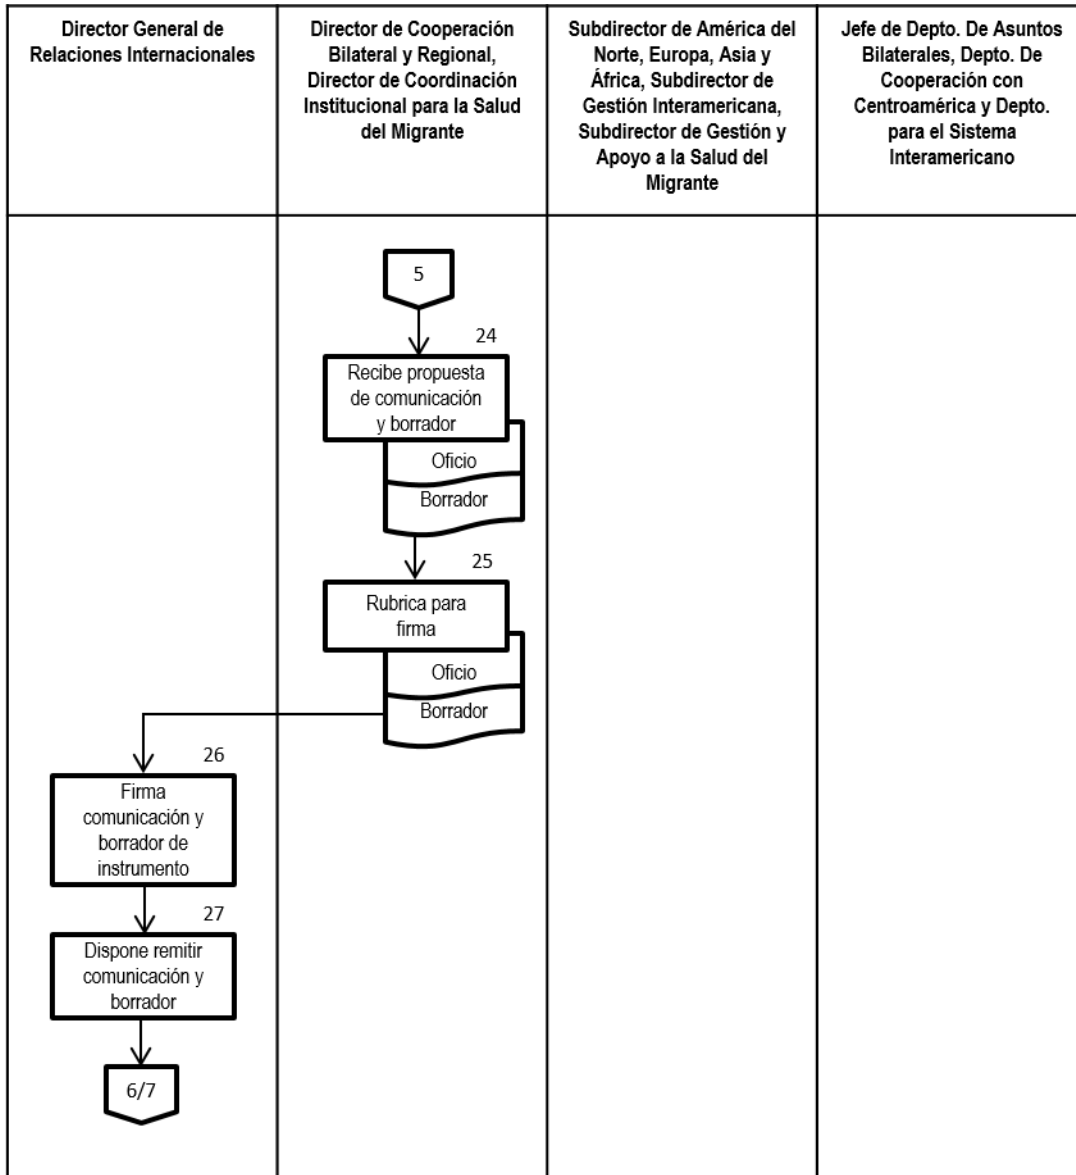 Director General de
Relaciones Internacionales
Director de Cooperación
Bilateral y Regional,
Director de Coordinación
Institucional para la Salud
del Migrante
Subdirector de América del
Norte, Europa, Asia y
África, Subdirector de
Gestión Interamericana,
Subdirector de Gestión y
Apoyo a la Salud del
Migrante
Jefe de Depto. De Asuntos
Bilaterales, Depto. De
Cooperación con
Centroamérica y Depto.
para el Sistema
Interamericano
5
24
Recibe propuesta
de comunicación
y borrador
Oficio
Borrador
25
Rubrica para
firma
Oficio
Borrador
26
Firma
comunicación y
borrador de
instrumento
27
Dispone remitir
comunicación y
borrador
6/7